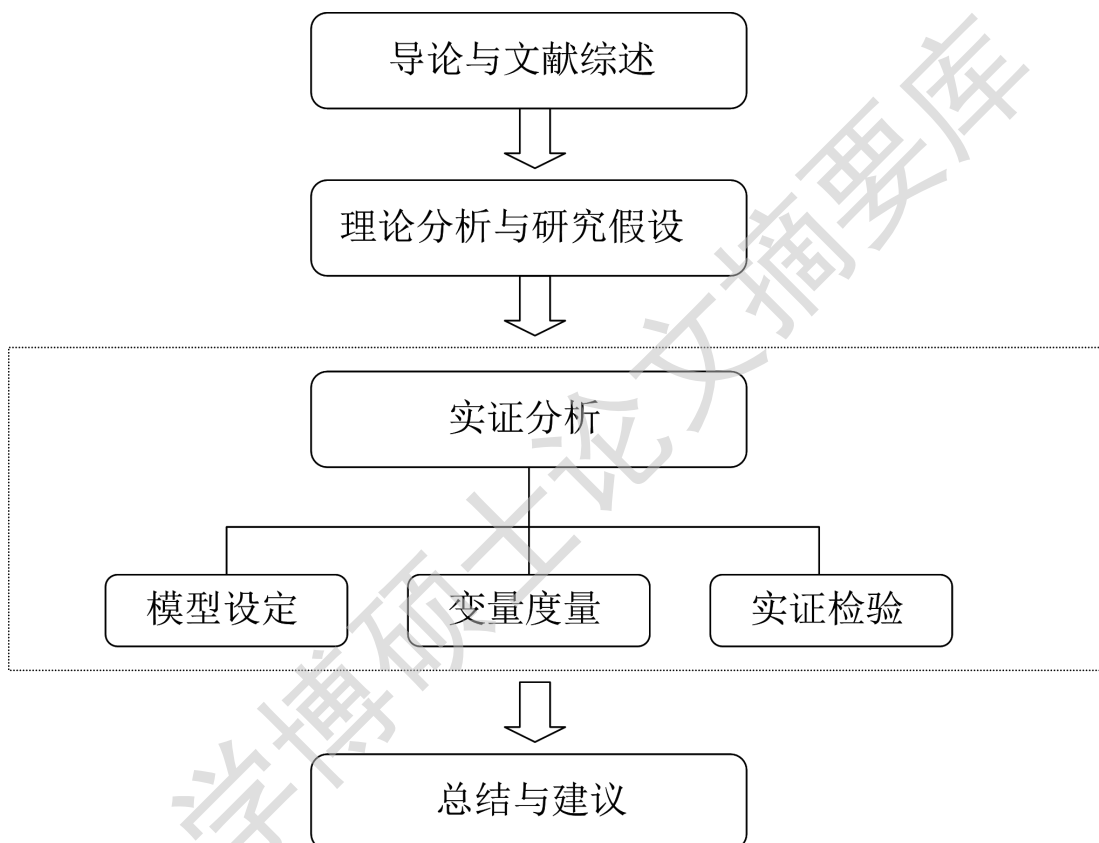 导论与文献综述
理论分析与研究假设
实证分析
模型设定
变量度量
实证检验
总结与建议
学博硕士论文摘要库